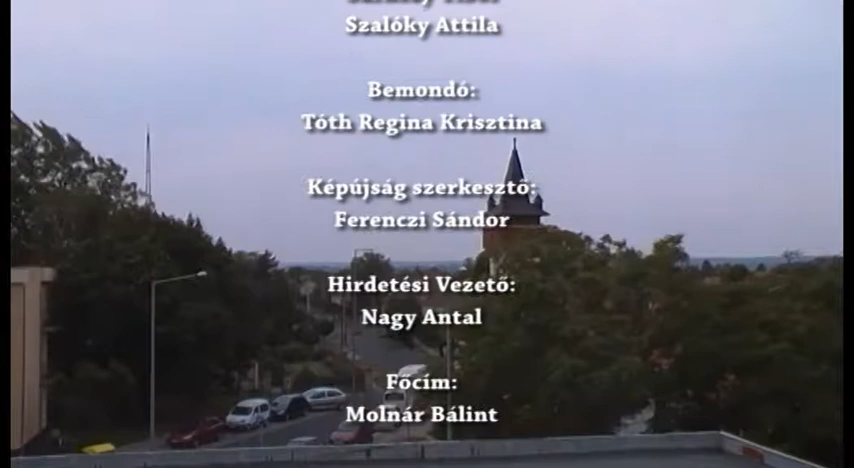 Szalóky Attila
Bemondó:
Tóth Regina Krisztina
Képújság szerkesztő:
Ferenczi Sándor
Hirdetési Vezető:
Nagy Antal
Főcím:
Molnár Bálint